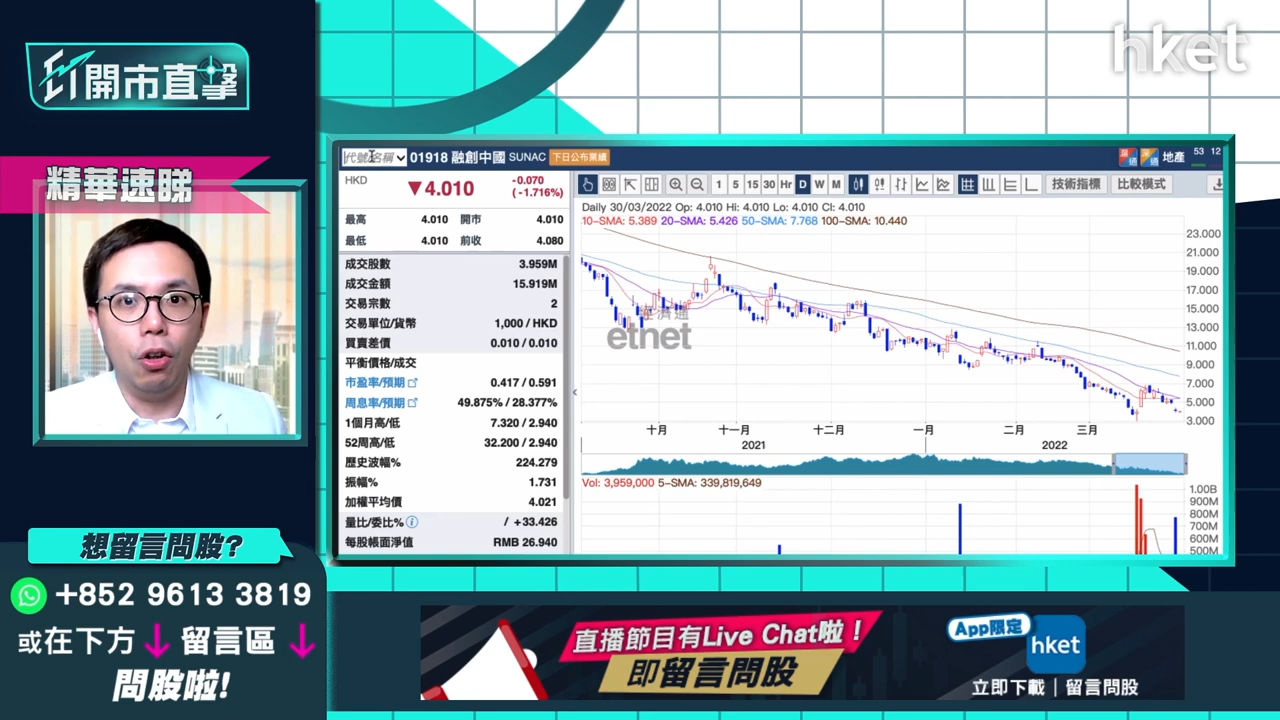 hket
開市直擊
精華速睇
想留言問股?
+852 9613 3819
或在下方 ↓ 留言區 ↓
問股啦!
代號/名稱 01918 融創中國 SUNAC 下日公布業績
地產 53 12
HKD
▼4.010
-0.070
(-1.716%)
最高 4.010 開市 4.010
最低 4.010 前收 4.080
成交股數 3.959M
成交金額 15.919M
交易宗數 2
交易單位/貨幣 1,000 / HKD
買賣差價 0.010 / 0.010
平衡價格/成交
市盈率/預期 0.417 / 0.591
周息率/預期 49.875% / 28.377%
1個月高/低 7.320 / 2.940
52周高/低 32.200 / 2.940
歷史波幅% 224.279
振幅% 1.731
加權平均價 4.021
量比/委比% / +33.426
每股帳面淨值 RMB 26.940
1 5 15 30 Hr D W M 技術指標 比較模式
Daily 30/03/2022 Op: 4.010 Hi: 4.010 Lo: 4.010 Cl: 4.010
10-SMA: 5.389 20-SMA: 5.426 50-SMA: 7.768 100-SMA: 10.440
23.000
21.000
19.000
17.000
15.000
13.000
11.000
9.000
7.000
5.000
3.000
etnet
十月 十一月 十二月 一月 二月 三月
2021 2022
Vol: 3,959,000 5-SMA: 339,819,649
1.00B
900M
800M
700M
600M
500M
直播節目有Live Chat啦！
即留言問股
App限定
hket
立即下載｜留言問股